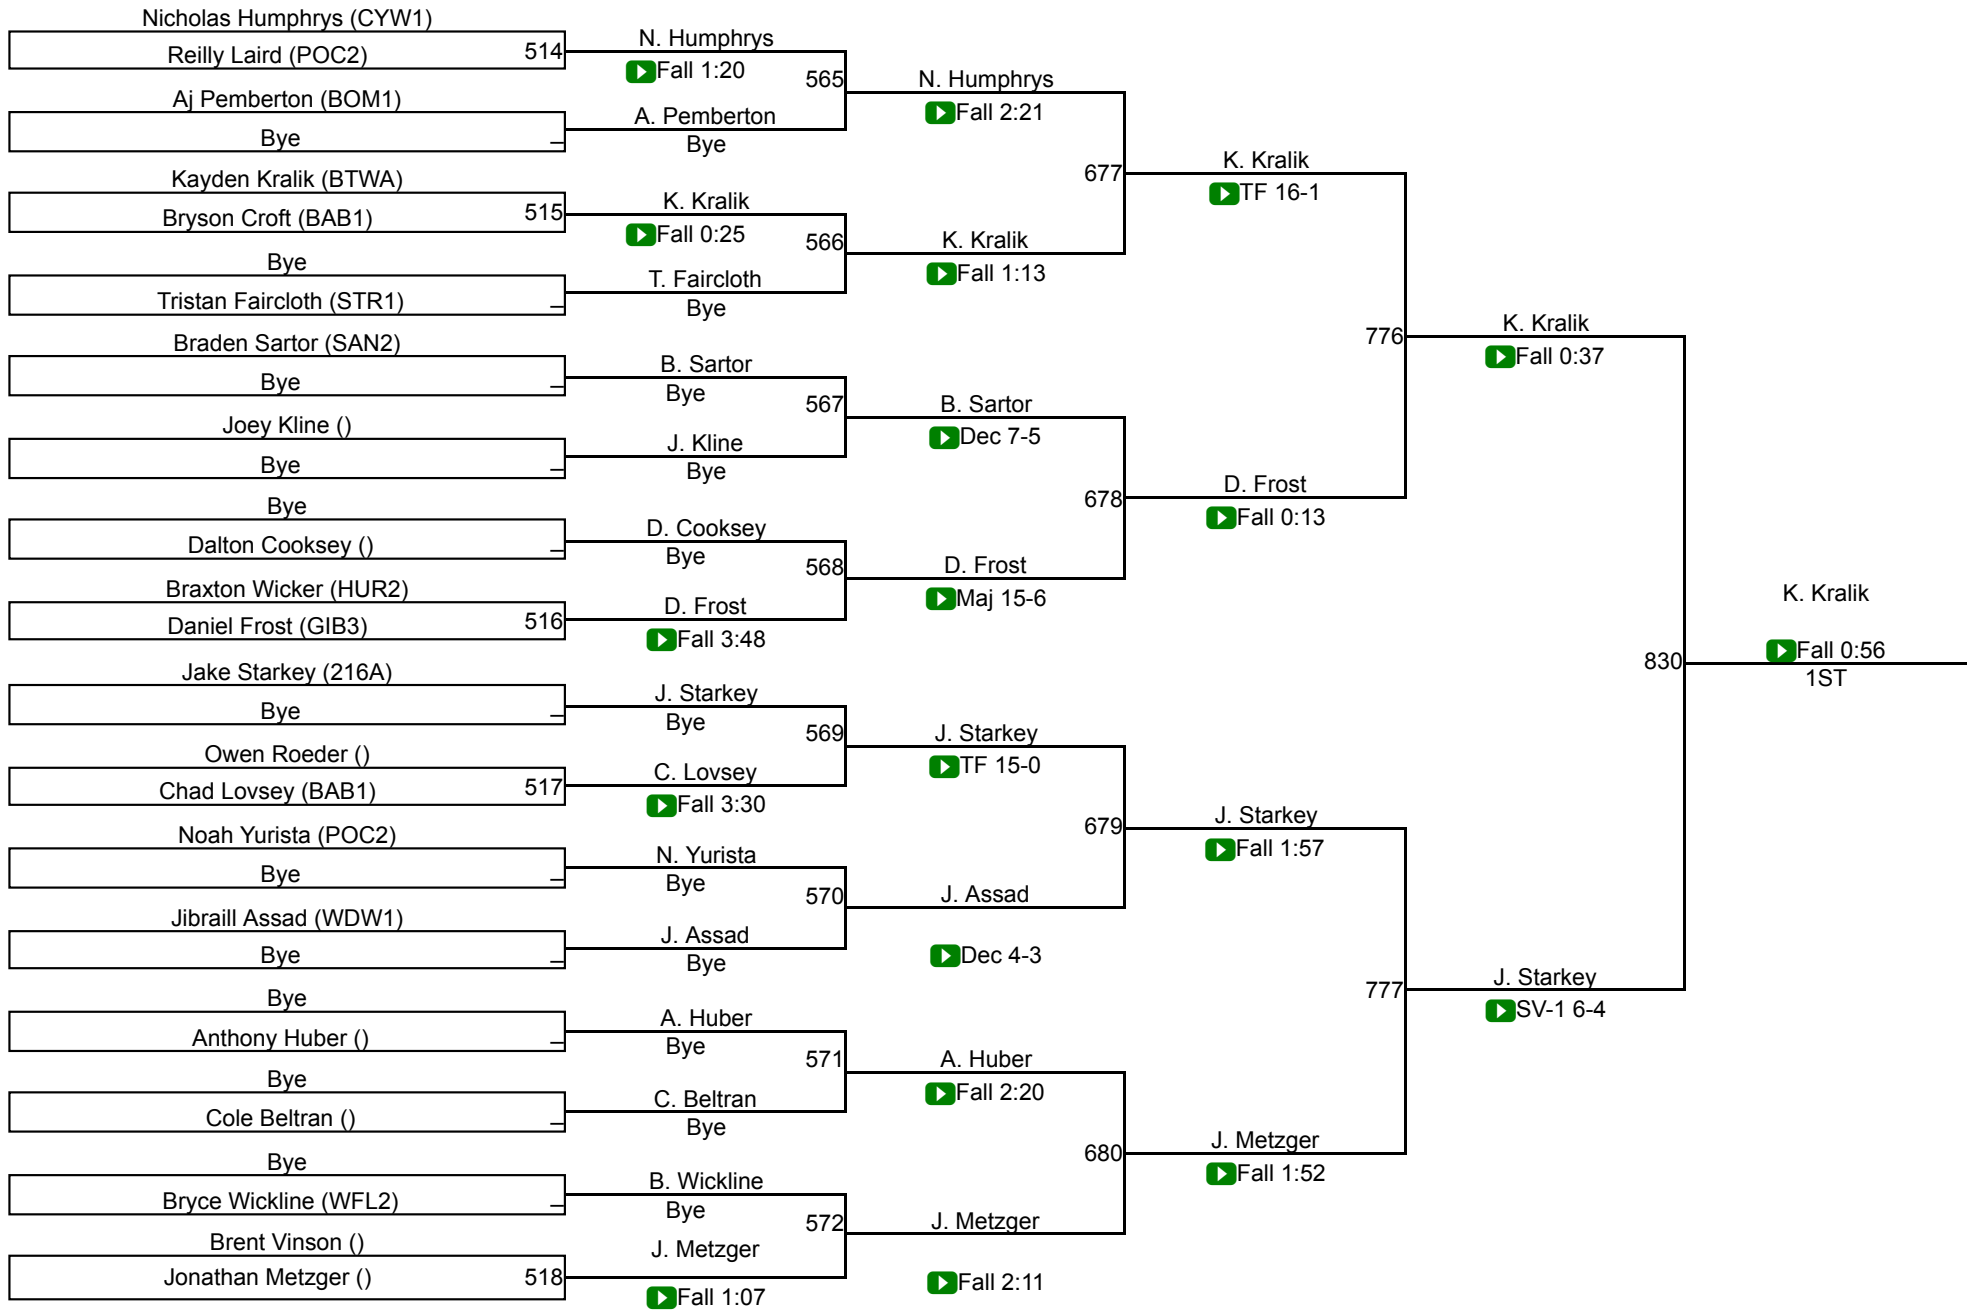 Nicholas Humphrys (CYW1)
Reilly Laird (POC2)
514
Aj Pemberton (BOM1)
Bye
Kayden Kralik (BTWA)
Bryson Croft (BAB1)
515
Bye
Tristan Faircloth (STR1)
Braden Sartor (SAN2)
Bye
Joey Kline ()
Bye
Bye
Dalton Cooksey ()
Braxton Wicker (HUR2)
Daniel Frost (GIB3)
516
Jake Starkey (216A)
Bye
Owen Roeder ()
Chad Lovsey (BAB1)
517
Noah Yurista (POC2)
Bye
Jibraill Assad (WDW1)
Bye
Bye
Anthony Huber ()
Bye
Cole Beltran ()
Bye
Bryce Wickline (WFL2)
Brent Vinson ()
Jonathan Metzger ()
518
N. Humphrys
Fall 1:20
565
A. Pemberton
Bye
K. Kralik
Fall 0:25
566
T. Faircloth
Bye
B. Sartor
Bye
567
J. Kline
Bye
D. Cooksey
Bye
568
D. Frost
Fall 3:48
J. Starkey
Bye
569
C. Lovsey
Fall 3:30
N. Yurista
Bye
570
J. Assad
Bye
A. Huber
Bye
571
C. Beltran
Bye
B. Wickline
Bye
572
J. Metzger
Fall 1:07
N. Humphrys
Fall 2:21
677
K. Kralik
Fall 1:13
B. Sartor
Dec 7-5
678
D. Frost
Maj 15-6
J. Starkey
TF 15-0
679
J. Assad
Dec 4-3
A. Huber
Fall 2:20
680
J. Metzger
Fall 2:11
K. Kralik
TF 16-1
776
D. Frost
Fall 0:13
J. Starkey
Fall 1:57
777
J. Metzger
Fall 1:52
K. Kralik
Fall 0:37
830
J. Starkey
SV-1 6-4
K. Kralik
Fall 0:56
1ST